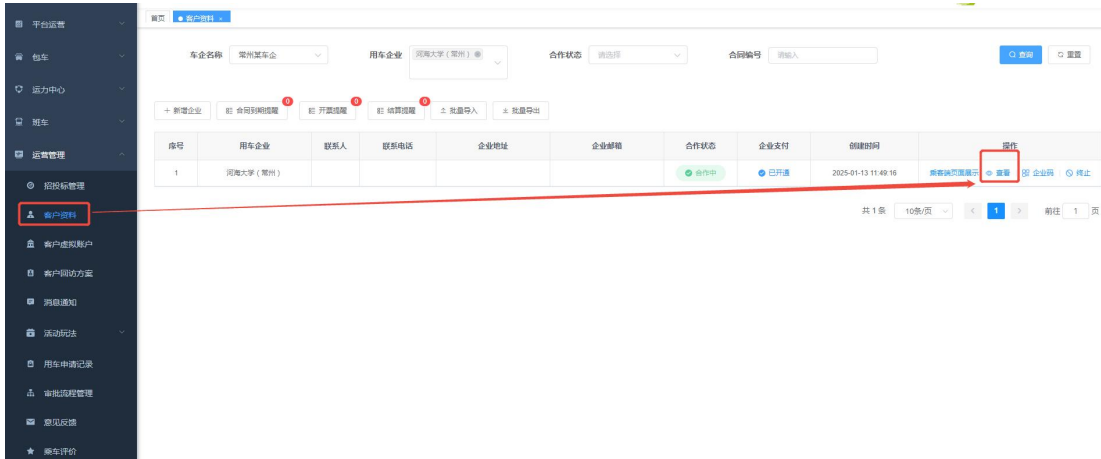 平台运营
包车
运力中心
班车
运营管理
招投标管理
客户资料
客户虚拟账户
客户回访方案
消息通知
活动玩法
用车申请记录
审批流程管理
意见反馈
乘车评价
首页 客户资料 ×
车企名称 常州某车企 用车企业 河海大学（常州） 合作状态 请选择 合同编号 请输入 查询 重置
+ 新增企业 合同到期提醒 0 开票提醒 0 结算提醒 0 批量导入 批量导出
序号 用车企业 联系人 联系电话 企业地址 企业邮箱 合作状态 企业支付 创建时间 操作
1 河海大学（常州） 合作中 已开通 2025-01-13 11:49:16 乘客端页面展示 查看 企业码 终止
共 1 条 10条/页 < 1 > 前往 1 页